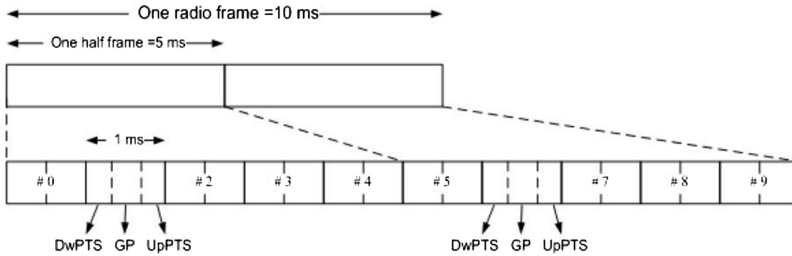 One radio frame =10 ms
One half frame =5 ms
1 ms
# 0 # 2 # 3 # 4 # 5 # 7 # 8 # 9
DwPTS GP UpPTS DwPTS GP UpPTS